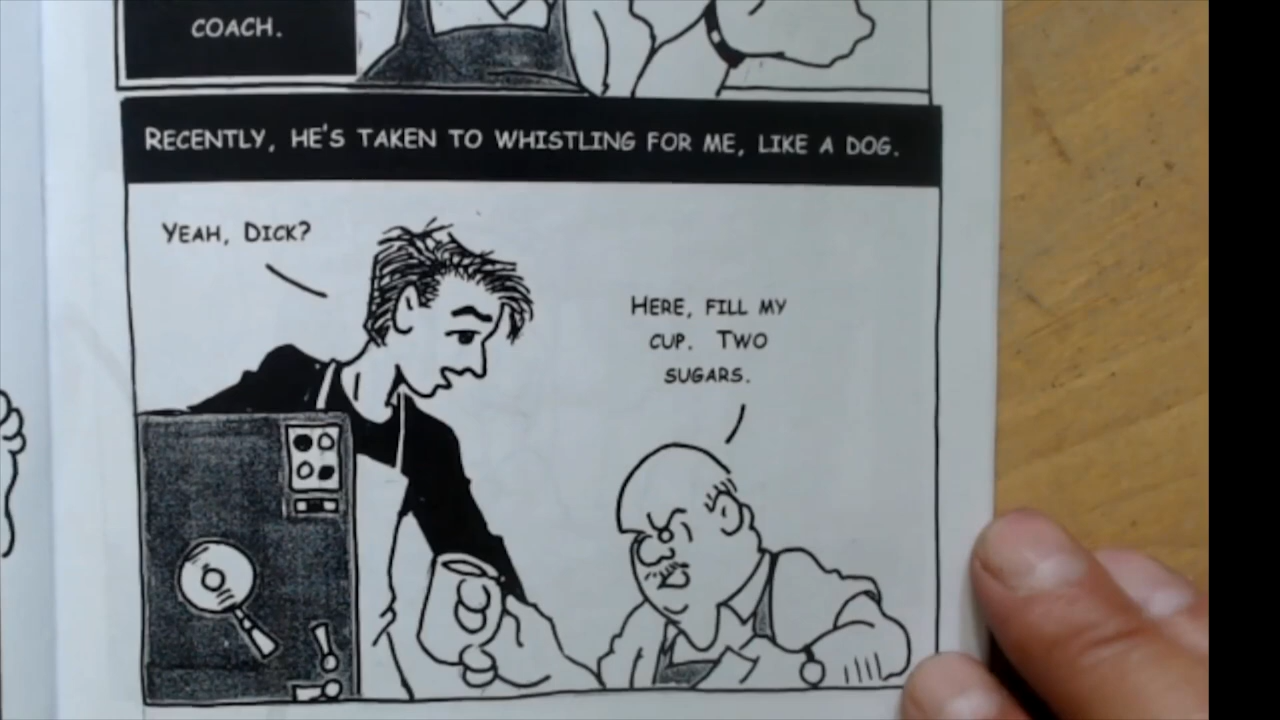 COACH.
RECENTLY, HE'S TAKEN TO WHISTLING FOR ME, LIKE A DOG.
YEAH, DICK?
HERE, FILL MY
CUP. TWO
SUGARS.